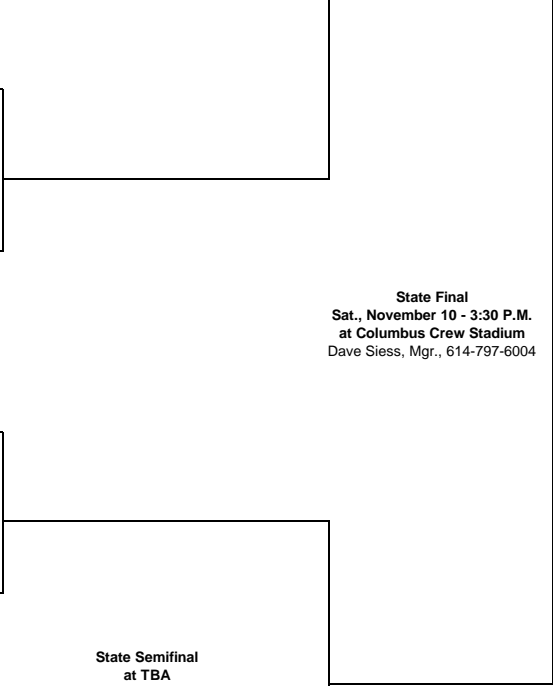 State Final
Sat., November 10 - 3:30 P.M.
at Columbus Crew Stadium
Dave Siess, Mgr., 614-797-6004
State Semifinal
at TBA